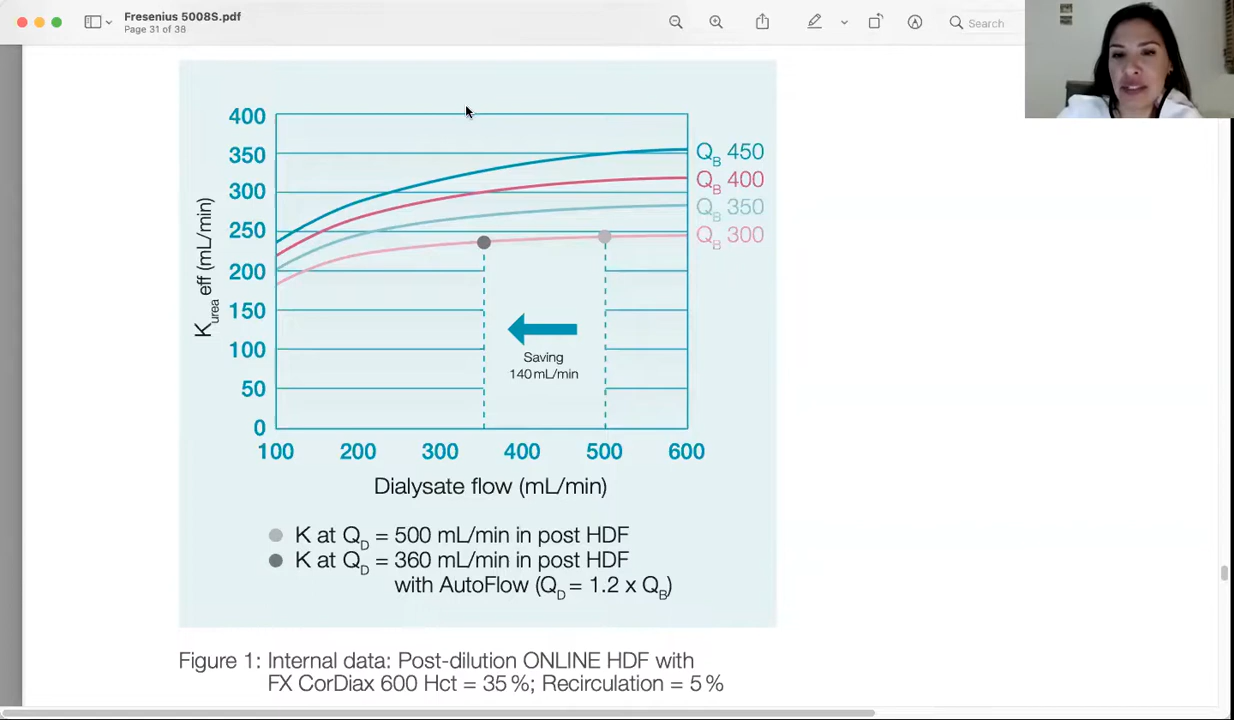 Fresenius 5008S.pdf
Page 31 of 38
Search
400
350
300
250
200
150
100
50
0
K urea eff (mL/min)
Q B 450
Q B 400
Q B 350
Q B 300
Saving
140 mL/min
100 200 300 400 500 600
Dialysate flow (mL/min)
K at Q D = 500 mL/min in post HDF
K at Q D = 360 mL/min in post HDF
with AutoFlow (Q D = 1.2 x Q B)
Figure 1: Internal data: Post-dilution ONLINE HDF with
FX CorDiax 600 Hct = 35 %; Recirculation = 5 %